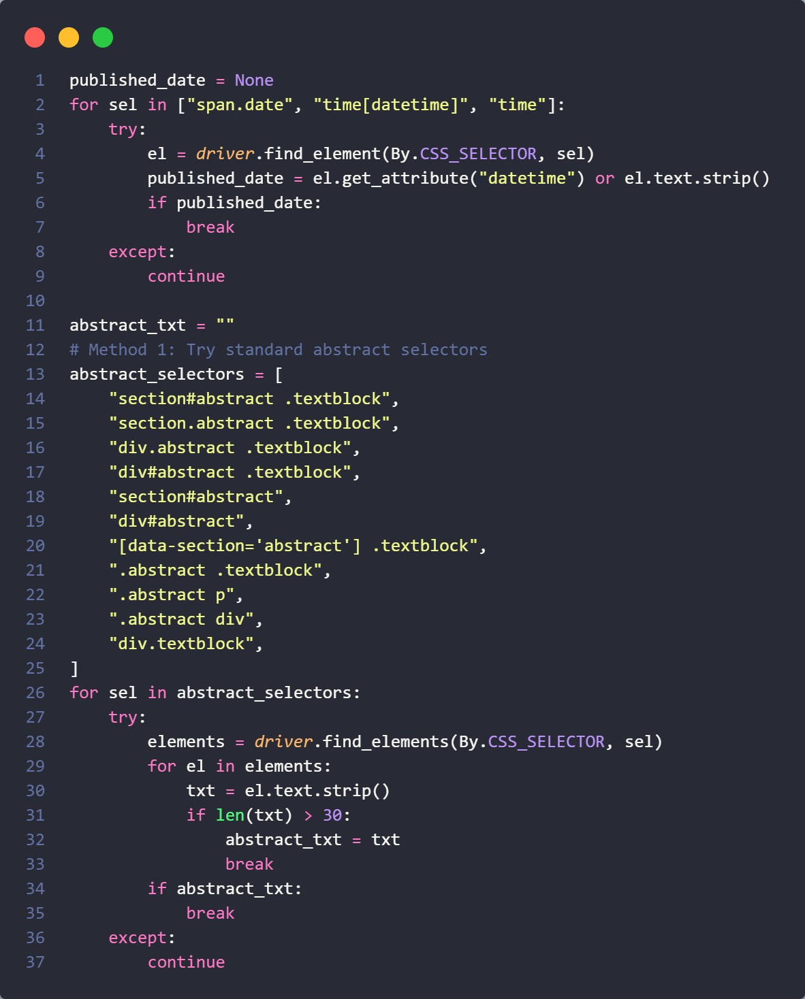 1 published_date = None
2 for sel in ["span.date", "time[datetime]", "time"]:
3     try:
4         el = driver.find_element(By.CSS_SELECTOR, sel)
5         published_date = el.get_attribute("datetime") or el.text.strip()
6         if published_date:
7             break
8     except:
9         continue
10
11 abstract_txt = ""
12 # Method 1: Try standard abstract selectors
13 abstract_selectors = [
14     "section#abstract .textblock",
15     "section.abstract .textblock",
16     "div.abstract .textblock",
17     "div#abstract .textblock",
18     "section#abstract",
19     "div#abstract",
20     "[data-section='abstract'] .textblock",
21     ".abstract .textblock",
22     ".abstract p",
23     ".abstract div",
24     "div.textblock",
25 ]
26 for sel in abstract_selectors:
27     try:
28         elements = driver.find_elements(By.CSS_SELECTOR, sel)
29         for el in elements:
30             txt = el.text.strip()
31             if len(txt) > 30:
32                 abstract_txt = txt
33                 break
34         if abstract_txt:
35             break
36     except:
37         continue